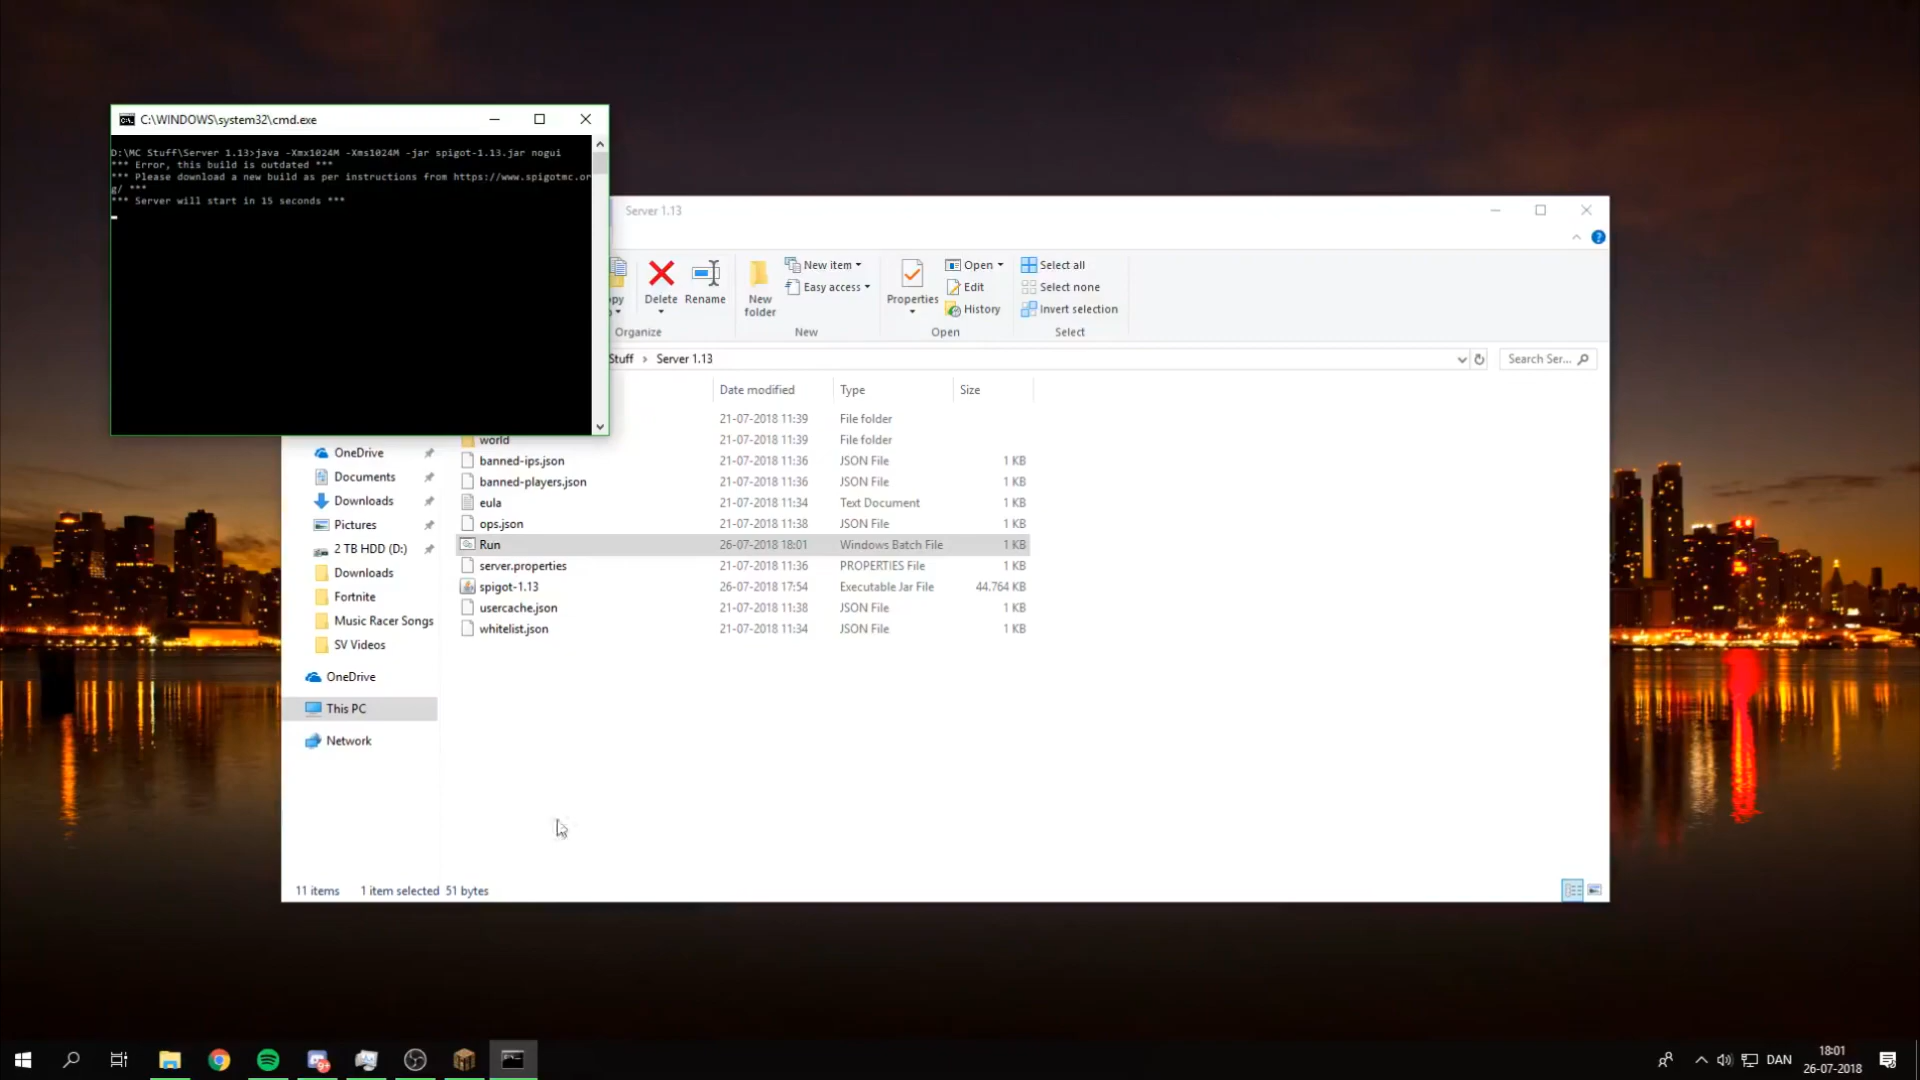 C:\WINDOWS\system32\cmd.exe
D:\MC Stuff\Server 1.13>java -Xmx1024M -Xms1024M -jar spigot-1.13.jar nogui
*** Error, this build is outdated ***
*** Please download a new build as per instructions from https://www.spigotmc.or
g/ ***
*** Server will start in 15 seconds ***
Server 1.13
Delete
Rename
New folder
New item
Easy access
Properties
Open
Edit
History
Select all
Select none
Invert selection
Organize
New
Open
Select
Stuff › Server 1.13
Search Ser...
Date modified
Type
Size
21-07-2018 11:39 File folder
world 21-07-2018 11:39 File folder
banned-ips.json 21-07-2018 11:36 JSON File 1 KB
banned-players.json 21-07-2018 11:36 JSON File 1 KB
eula 21-07-2018 11:34 Text Document 1 KB
ops.json 21-07-2018 11:38 JSON File 1 KB
Run 26-07-2018 18:01 Windows Batch File 1 KB
server.properties 21-07-2018 11:36 PROPERTIES File 1 KB
spigot-1.13 26-07-2018 17:54 Executable Jar File 44.764 KB
usercache.json 21-07-2018 11:38 JSON File 1 KB
whitelist.json 21-07-2018 11:34 JSON File 1 KB
OneDrive
Documents
Downloads
Pictures
2 TB HDD (D:)
Downloads
Fortnite
Music Racer Songs
SV Videos
OneDrive
This PC
Network
11 items 1 item selected 51 bytes
DAN
18:01
26-07-2018